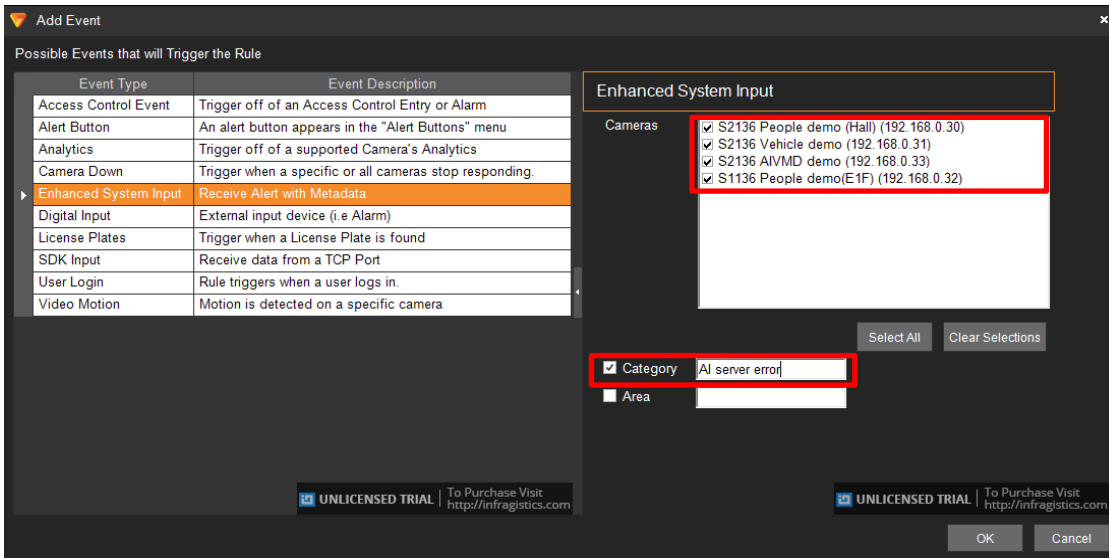 Add Event
Possible Events that will Trigger the Rule
Event Type Event Description
Access Control Event Trigger off of an Access Control Entry or Alarm
Alert Button An alert button appears in the "Alert Buttons" menu
Analytics Trigger off of a supported Camera's Analytics
Camera Down Trigger when a specific or all cameras stop responding.
Enhanced System Input Receive Alert with Metadata
Digital Input External input device (i.e Alarm)
License Plates Trigger when a License Plate is found
SDK Input Receive data from a TCP Port
User Login Rule triggers when a user logs in.
Video Motion Motion is detected on a specific camera
UNLICENSED TRIAL To Purchase Visit
http://infragistics.com
Enhanced System Input
Cameras
S2136 People demo (Hall) (192.168.0.30)
S2136 Vehicle demo (192.168.0.31)
S2136 AIVMD demo (192.168.0.33)
S1136 People demo(E1F) (192.168.0.32)
Select All Clear Selections
Category AI server error
Area
UNLICENSED TRIAL To Purchase Visit
http://infragistics.com
OK Cancel